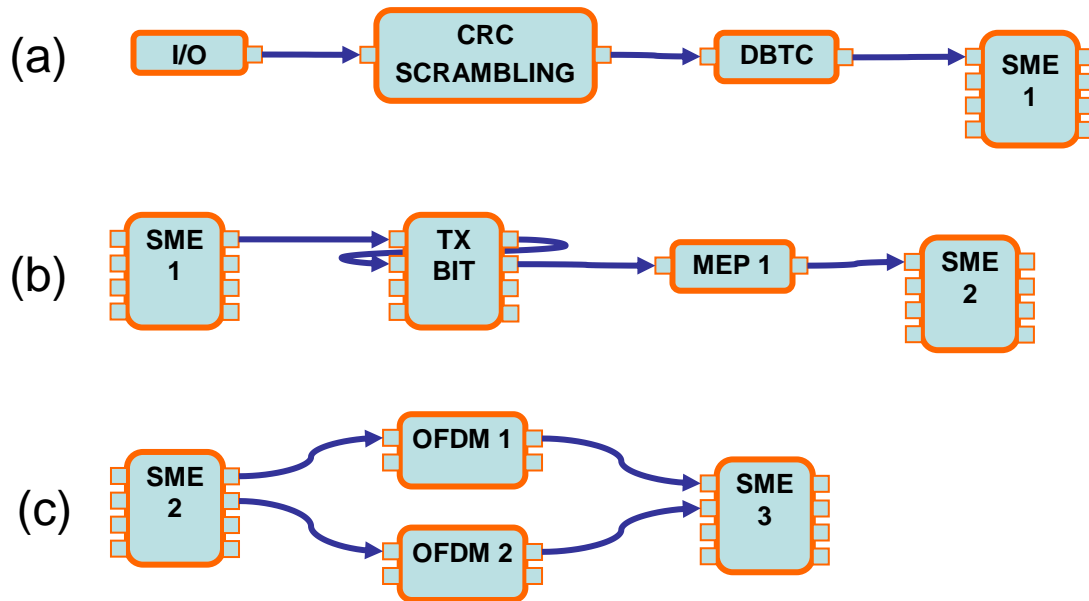 (a)
I/O
CRC
SCRAMBLING
DBTC
SME
1
(b)
SME
1
TX
BIT
MEP 1
SME
2
(c)
SME
2
OFDM 1
OFDM 2
SME
3